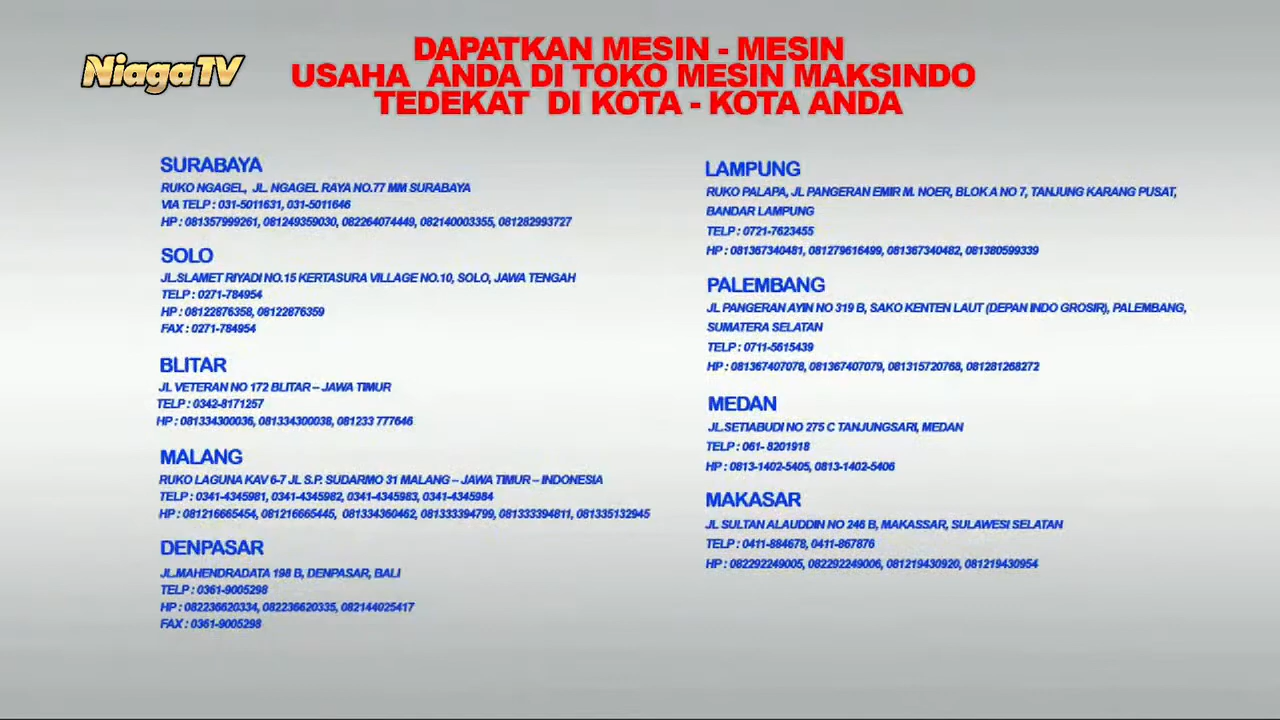 NiagaTV
DAPATKAN MESIN - MESIN
USAHA ANDA DI TOKO MESIN MAKSINDO
TEDEKAT DI KOTA - KOTA ANDA
SURABAYA
RUKO NGAGEL, JL. NGAGEL RAYA NO.77 MM SURABAYA
VIA TELP : 031-5011631, 031-5011646
HP : 081357999261, 081249359030, 082264074449, 082140003355, 081282993727
SOLO
JL.SLAMET RIYADI NO.15 KERTASURA VILLAGE NO.10, SOLO, JAWA TENGAH
TELP : 0271-784954
HP : 08122876358, 08122876359
FAX : 0271-784954
BLITAR
JL VETERAN NO 172 BLITAR – JAWA TIMUR
TELP : 0342-8171257
HP : 081334300036, 081334300038, 081233 777646
MALANG
RUKO LAGUNA KAV 6-7 JL S.P. SUDARMO 31 MALANG – JAWA TIMUR – INDONESIA
TELP : 0341-4345981, 0341-4345982, 0341-4345983, 0341-4345984
HP : 081216665454, 081216665445, 081334360462, 081333394799, 081333394811, 081335132945
DENPASAR
JL.MAHENDRADATA 198 B, DENPASAR, BALI
TELP : 0361-9005298
HP : 082236620334, 082236620335, 082144025417
FAX : 0361-9005298
LAMPUNG
RUKO PALAPA, JL PANGERAN EMIR M. NOER, BLOK A NO 7, TANJUNG KARANG PUSAT,
BANDAR LAMPUNG
TELP : 0721-7623455
HP : 081367340481, 081279616499, 081367340482, 081380599339
PALEMBANG
JL PANGERAN AYIN NO 319 B, SAKO KENTEN LAUT (DEPAN INDO GROSIR), PALEMBANG,
SUMATERA SELATAN
TELP : 0711-5615439
HP : 081367407078, 081367407079, 081315720768, 081281268272
MEDAN
JL.SETIABUDI NO 275 C TANJUNGSARI, MEDAN
TELP : 061- 8201918
HP : 0813-1402-5405, 0813-1402-5406
MAKASAR
JL SULTAN ALAUDDIN NO 246 B, MAKASSAR, SULAWESI SELATAN
TELP : 0411-884678, 0411-867876
HP : 082292249005, 082292249006, 081219430920, 081219430954